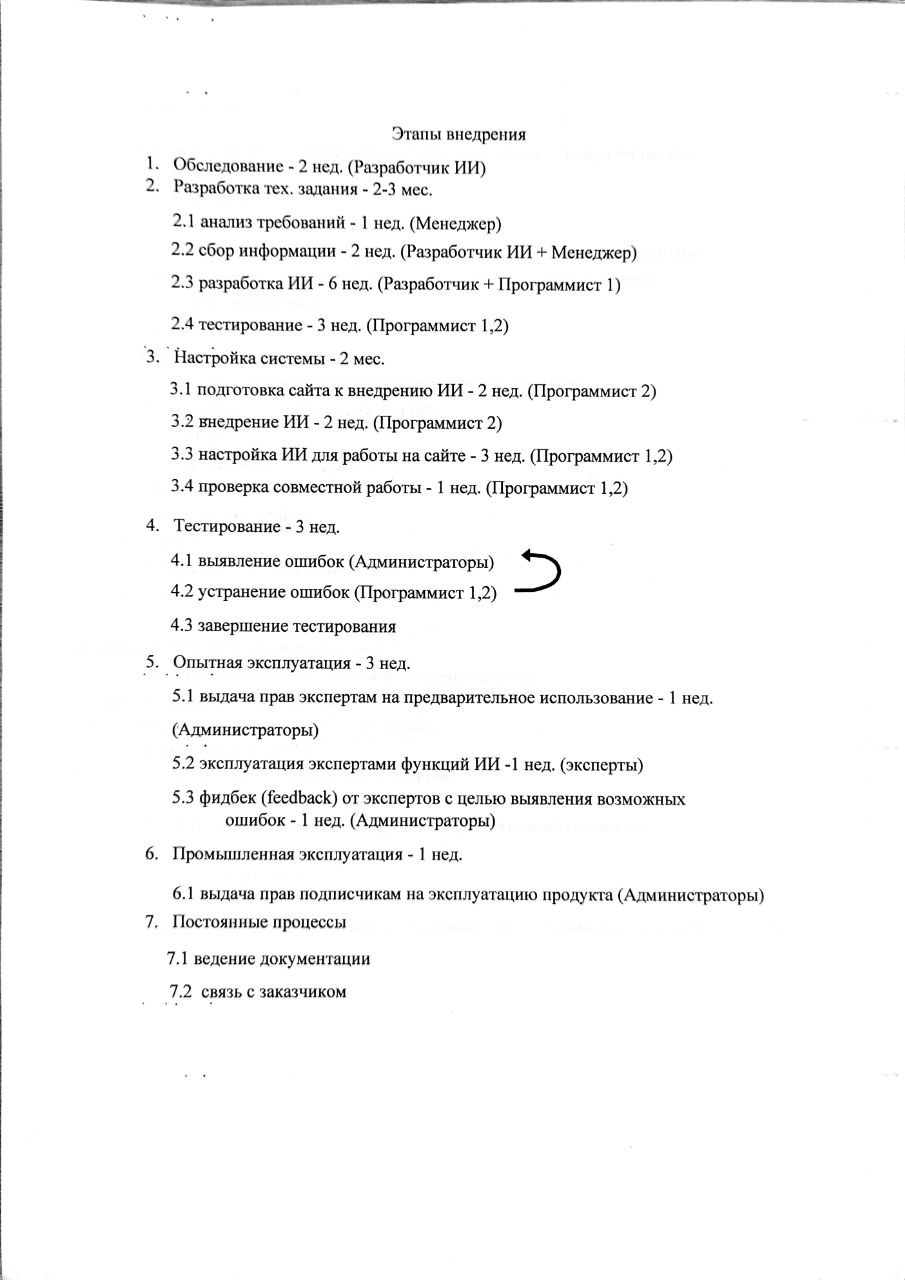 Этапы внедрения
1. Обследование - 2 нед. (Разработчик ИИ)
2. Разработка тех. задания - 2-3 мес.
2.1 анализ требований - 1 нед. (Менеджер)
2.2 сбор информации - 2 нед. (Разработчик ИИ + Менеджер)
2.3 разработка ИИ - 6 нед. (Разработчик + Программист 1)
2.4 тестирование - 3 нед. (Программист 1,2)
3. Настройка системы - 2 мес.
3.1 подготовка сайта к внедрению ИИ - 2 нед. (Программист 2)
3.2 внедрение ИИ - 2 нед. (Программист 2)
3.3 настройка ИИ для работы на сайте - 3 нед. (Программист 1,2)
3.4 проверка совместной работы - 1 нед. (Программист 1,2)
4. Тестирование - 3 нед.
4.1 выявление ошибок (Администраторы)
4.2 устранение ошибок (Программист 1,2)
4.3 завершение тестирования
5. Опытная эксплуатация - 3 нед.
5.1 выдача прав экспертам на предварительное использование - 1 нед.
(Администраторы)
5.2 эксплуатация экспертами функций ИИ -1 нед. (эксперты)
5.3 фидбек (feedback) от экспертов с целью выявления возможных
ошибок - 1 нед. (Администраторы)
6. Промышленная эксплуатация - 1 нед.
6.1 выдача прав подписчикам на эксплуатацию продукта (Администраторы)
7. Постоянные процессы
7.1 ведение документации
7.2 связь с заказчиком